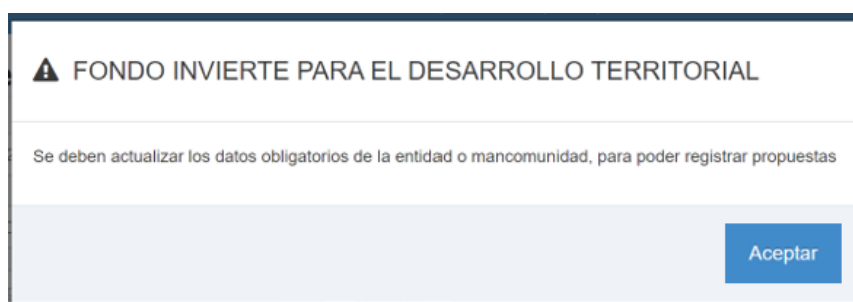 FONDO INVIERTE PARA EL DESARROLLO TERRITORIAL
Se deben actualizar los datos obligatorios de la entidad o mancomunidad, para poder registrar propuestas
Aceptar